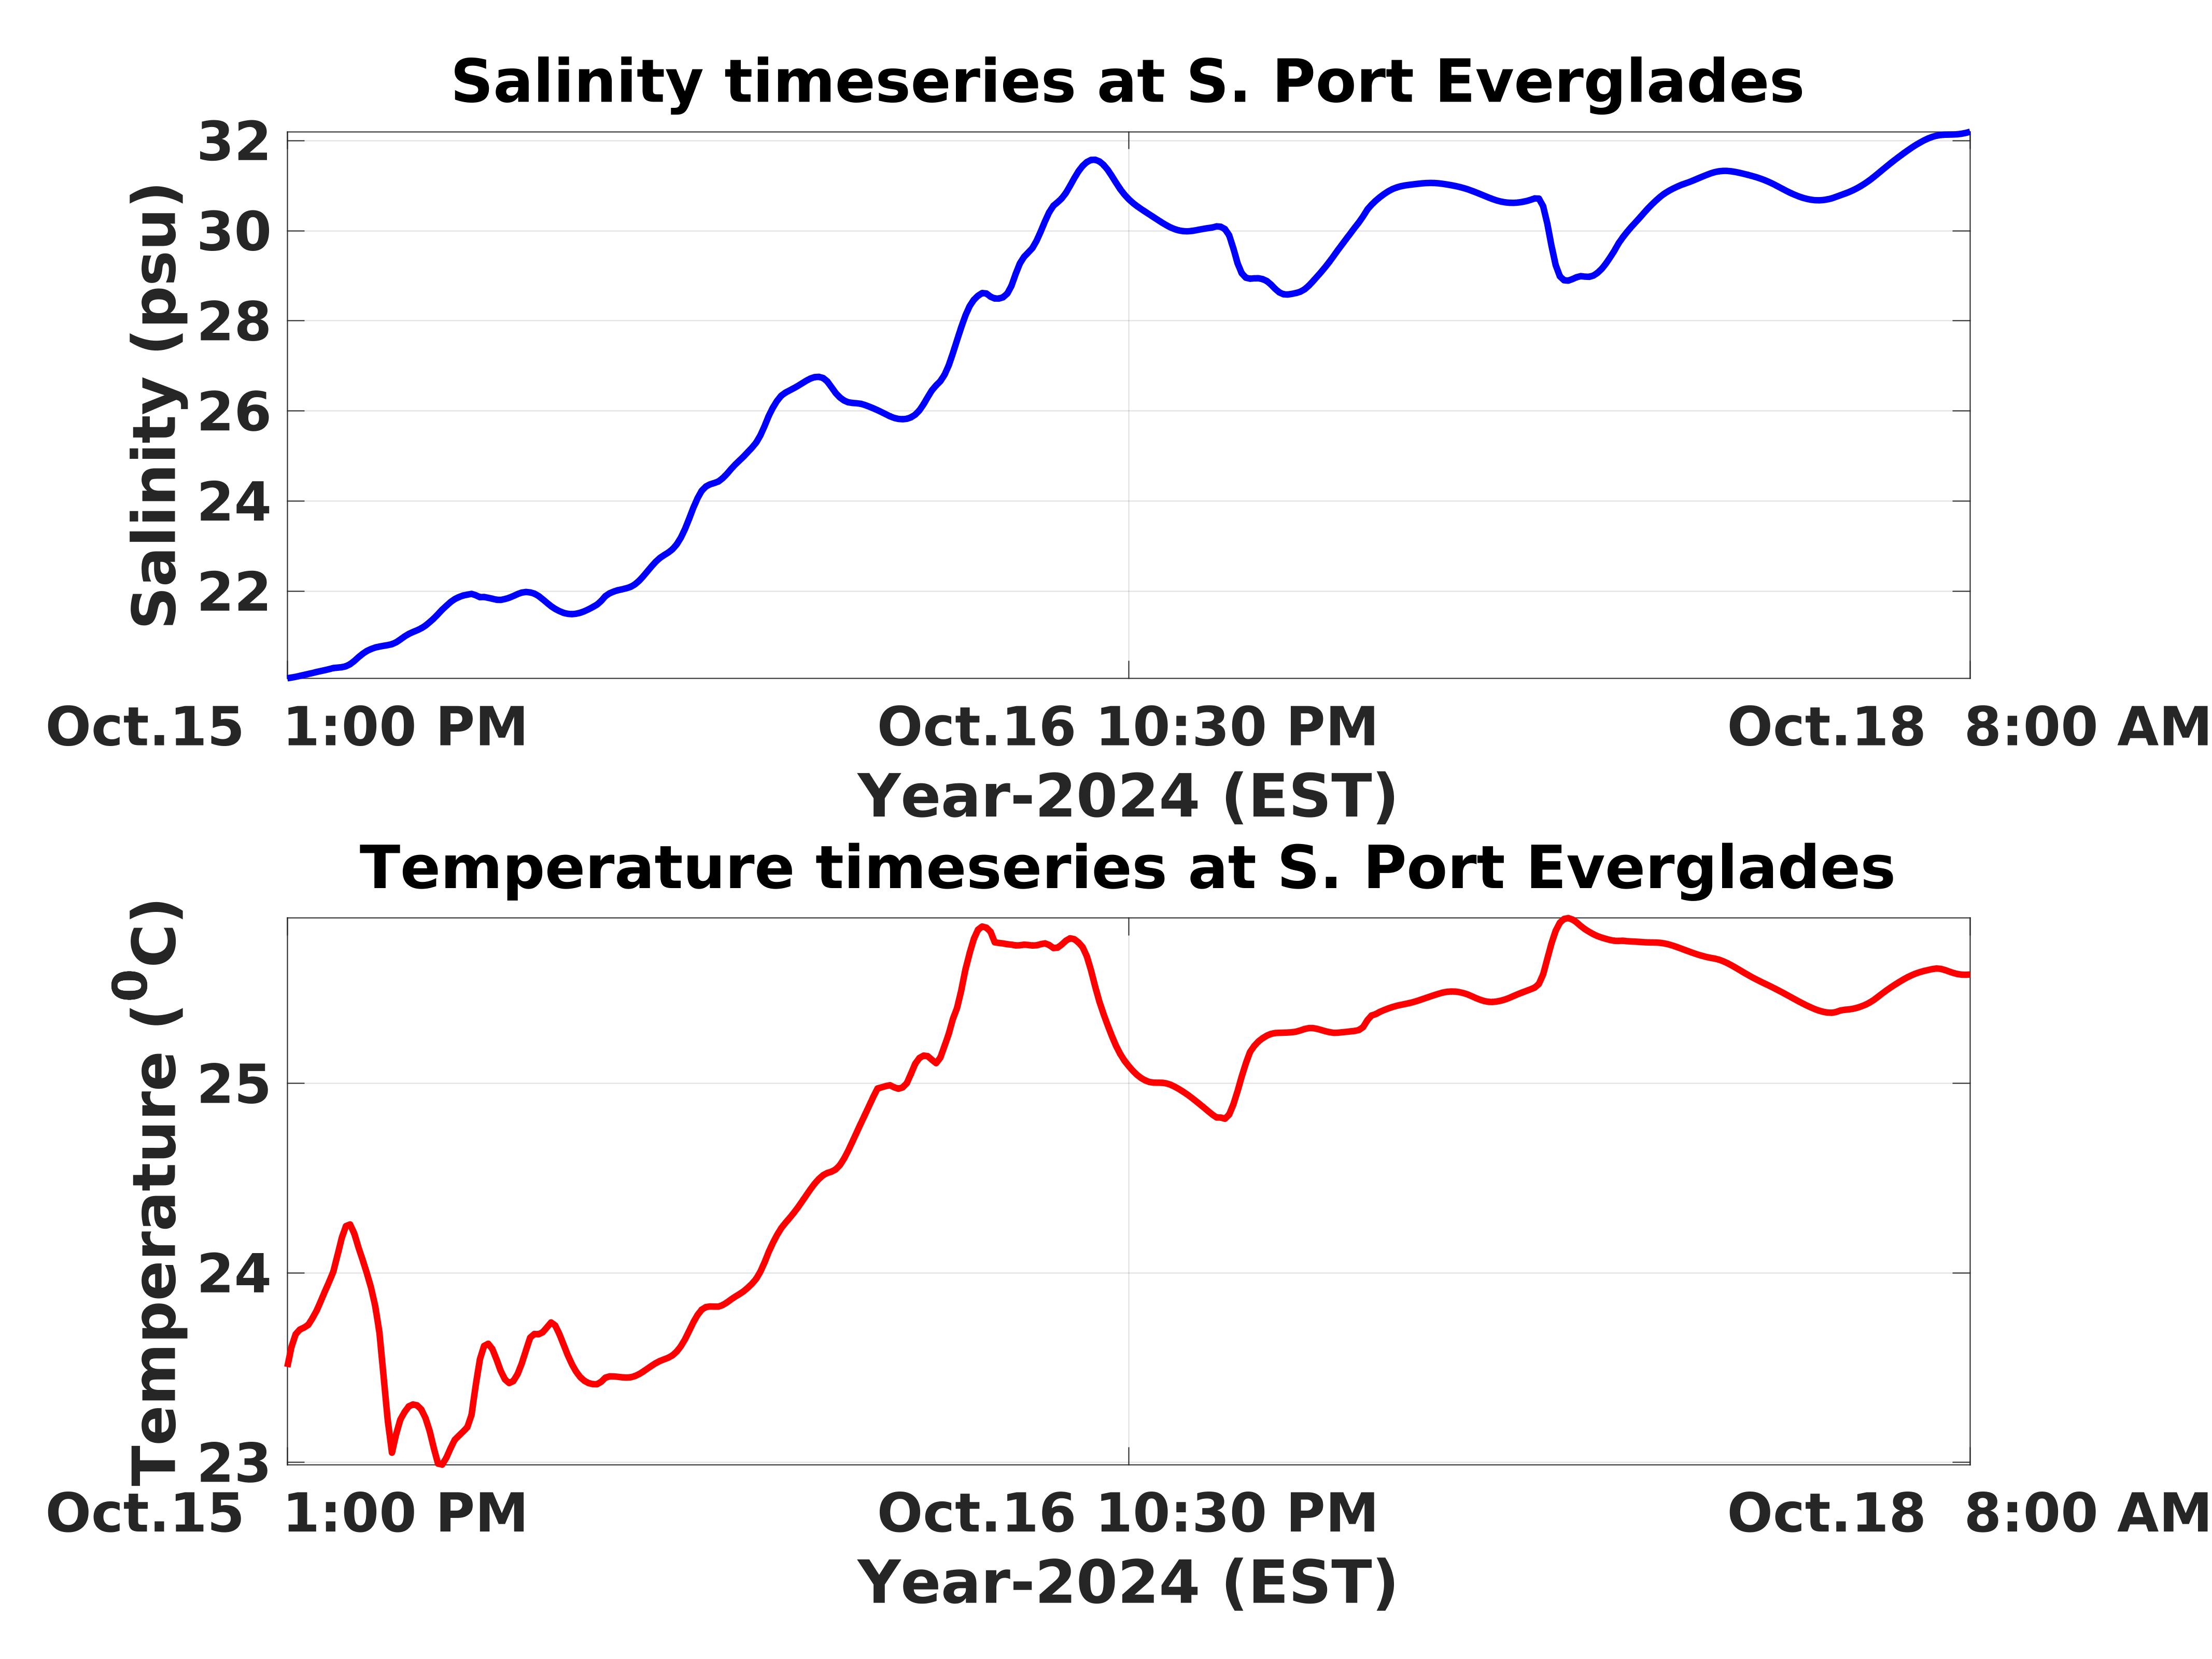 Salinity timeseries at S. Port Everglades
Salinity (psu)
32
30
28
26
24
22
Oct.15  1:00 PM
Oct.16 10:30 PM
Oct.18  8:00 AM
Year-2024 (EST)
Temperature timeseries at S. Port Everglades
Temperature (⁰C)
25
24
23
Oct.15  1:00 PM
Oct.16 10:30 PM
Oct.18  8:00 AM
Year-2024 (EST)